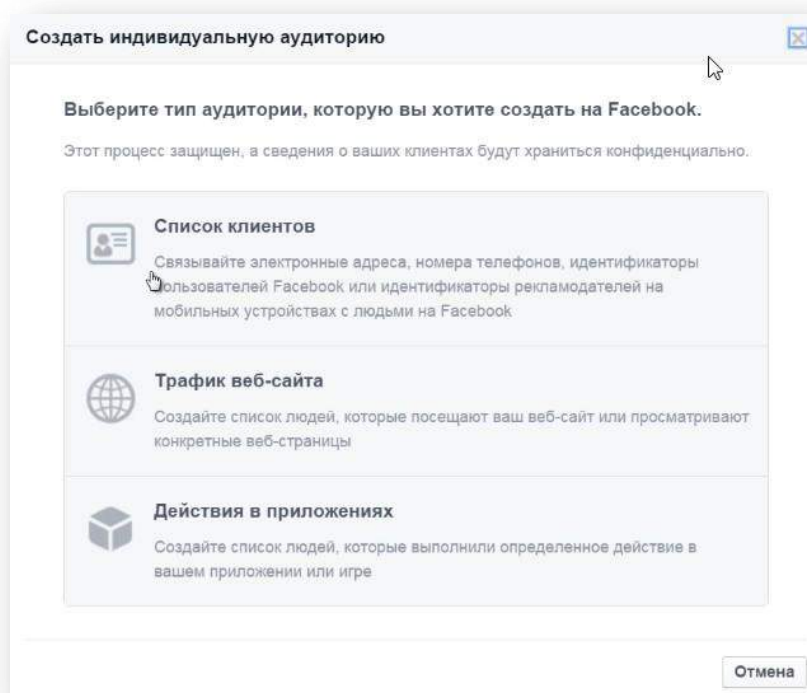 Создать индивидуальную аудиторию
Выберите тип аудитории, которую вы хотите создать на Facebook.
Этот процесс защищен, а сведения о ваших клиентах будут храниться конфиденциально.
Список клиентов
Связывайте электронные адреса, номера телефонов, идентификаторы
пользователей Facebook или идентификаторы рекламодателей на
мобильных устройствах с людьми на Facebook
Трафик веб-сайта
Создайте список людей, которые посещают ваш веб-сайт или просматривают
конкретные веб-страницы
Действия в приложениях
Создайте список людей, которые выполнили определенное действие в
вашем приложении или игре
Отмена